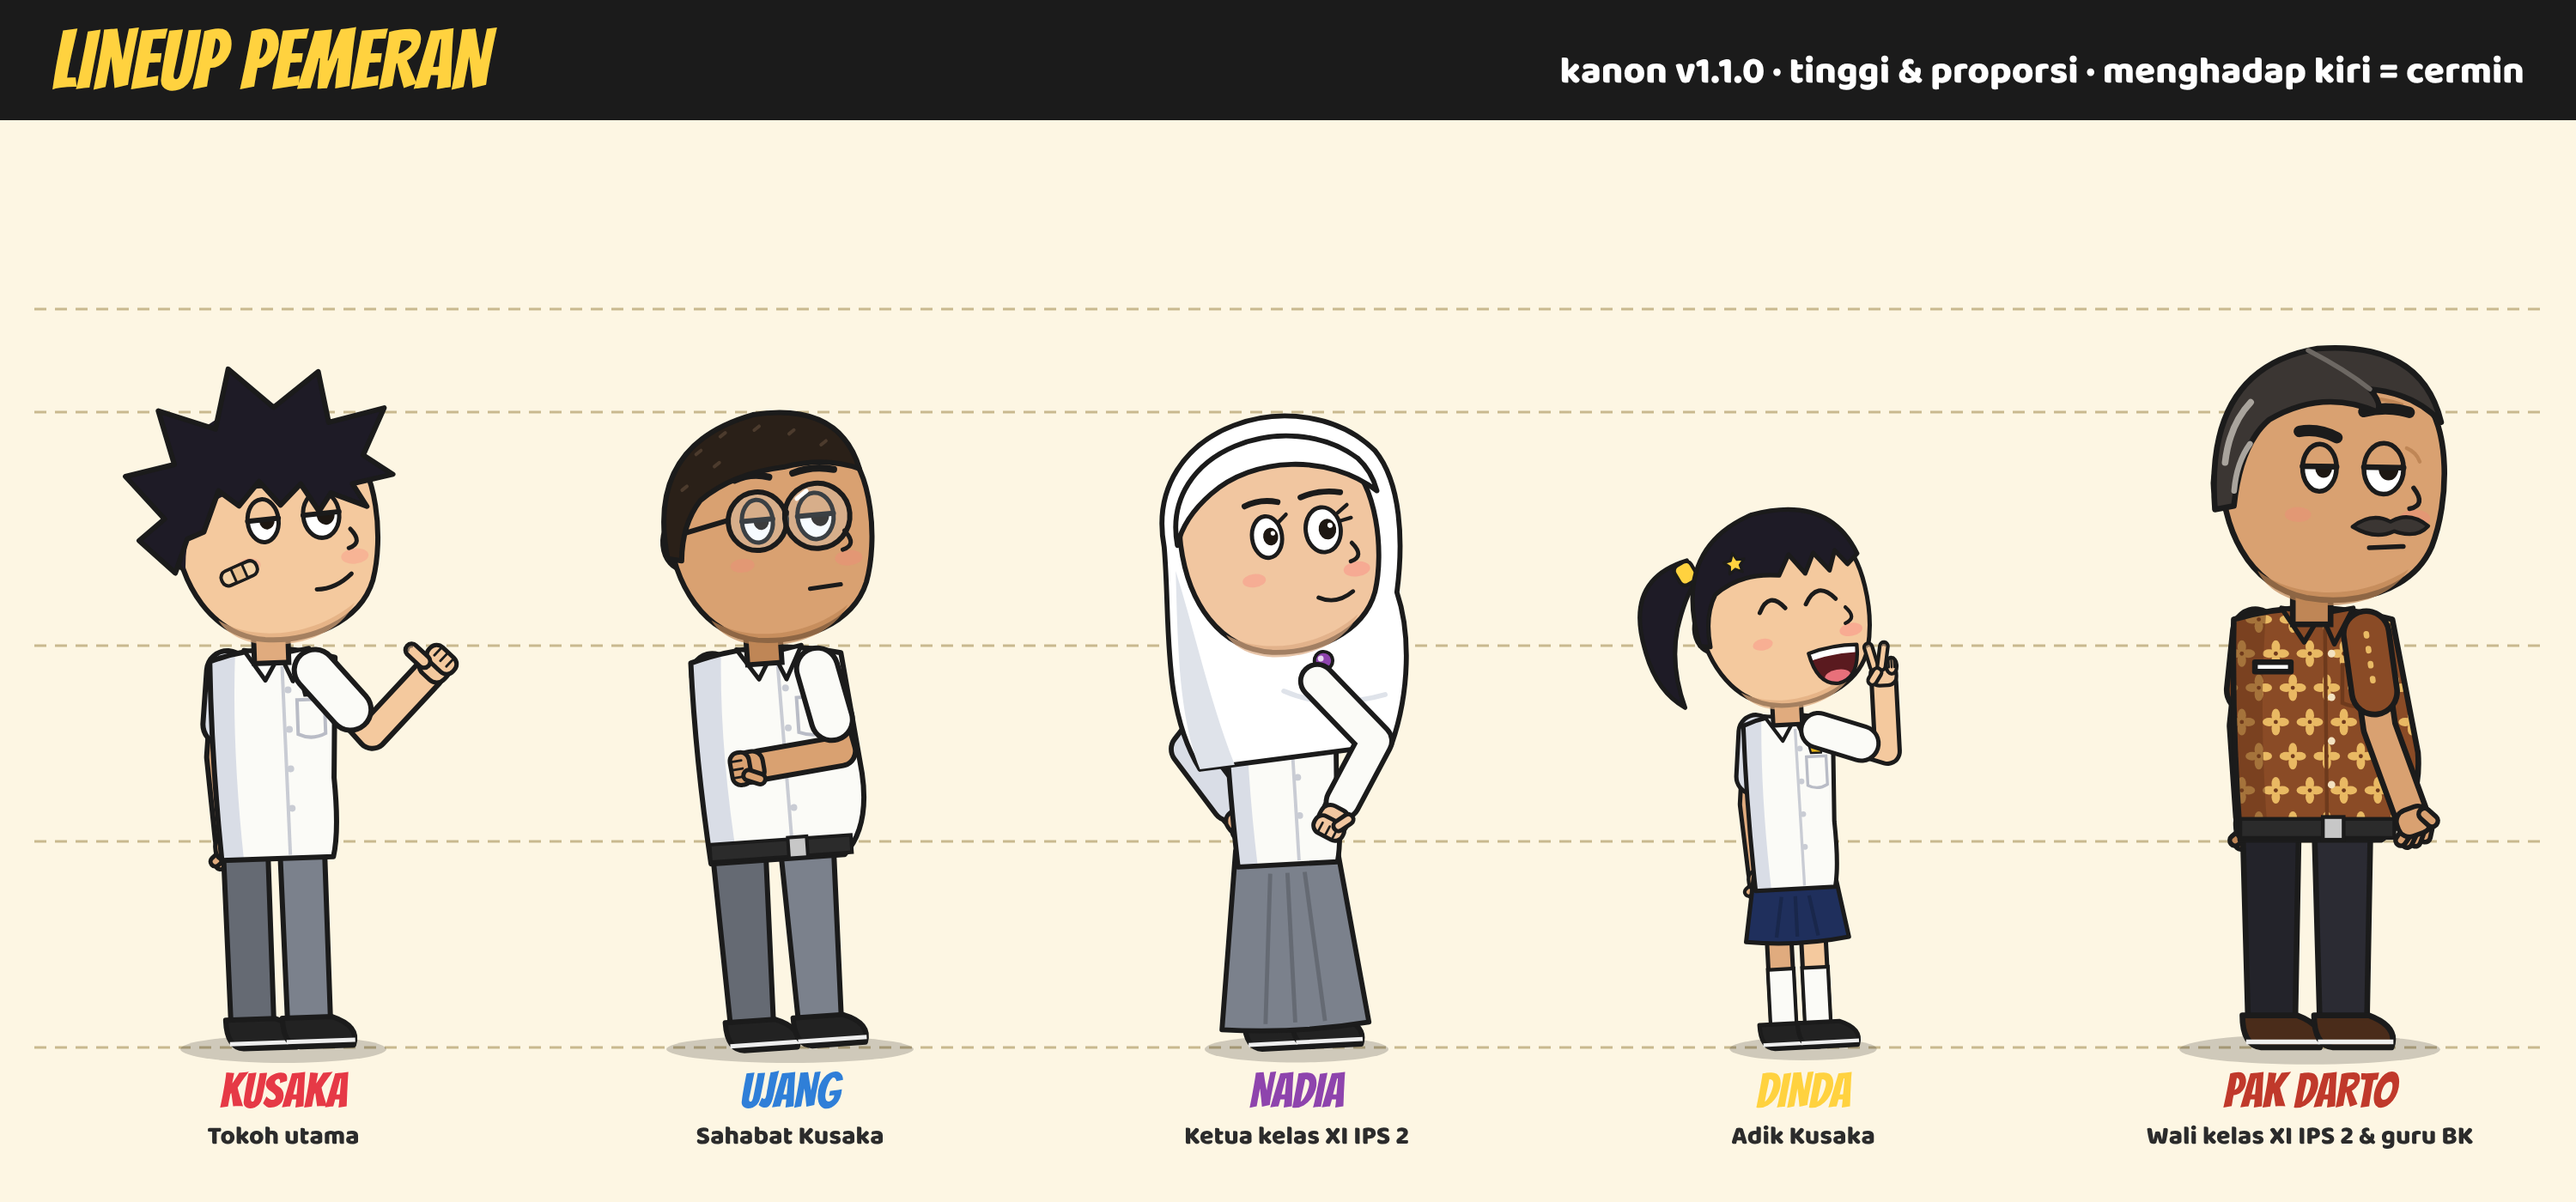 LINEUP PEMERAN
kanon v1.1.0 · tinggi & proporsi · menghadap kiri = cermin
KUSAKA
Tokoh utama
UJANG
Sahabat Kusaka
NADIA
Ketua kelas XI IPS 2
DINDA
Adik Kusaka
PAK DARTO
Wali kelas XI IPS 2 & guru BK